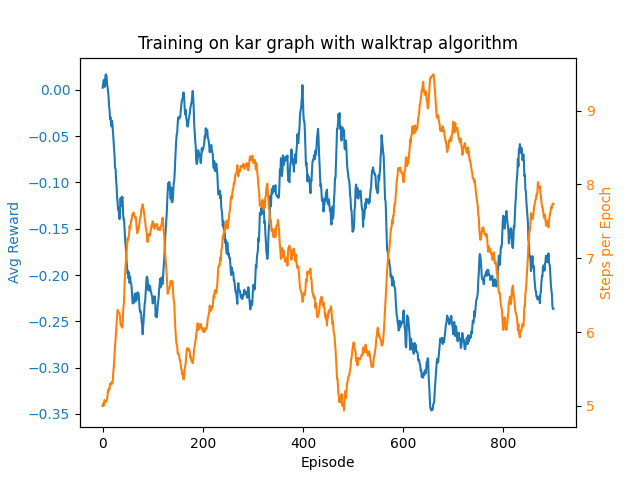 Training on kar graph with walktrap algorithm
0.00
−0.05
−0.10
−0.15
−0.20
−0.25
−0.30
−0.35
Avg Reward
9
8
7
6
5
Steps per Epoch
0 200 400 600 800
Episode